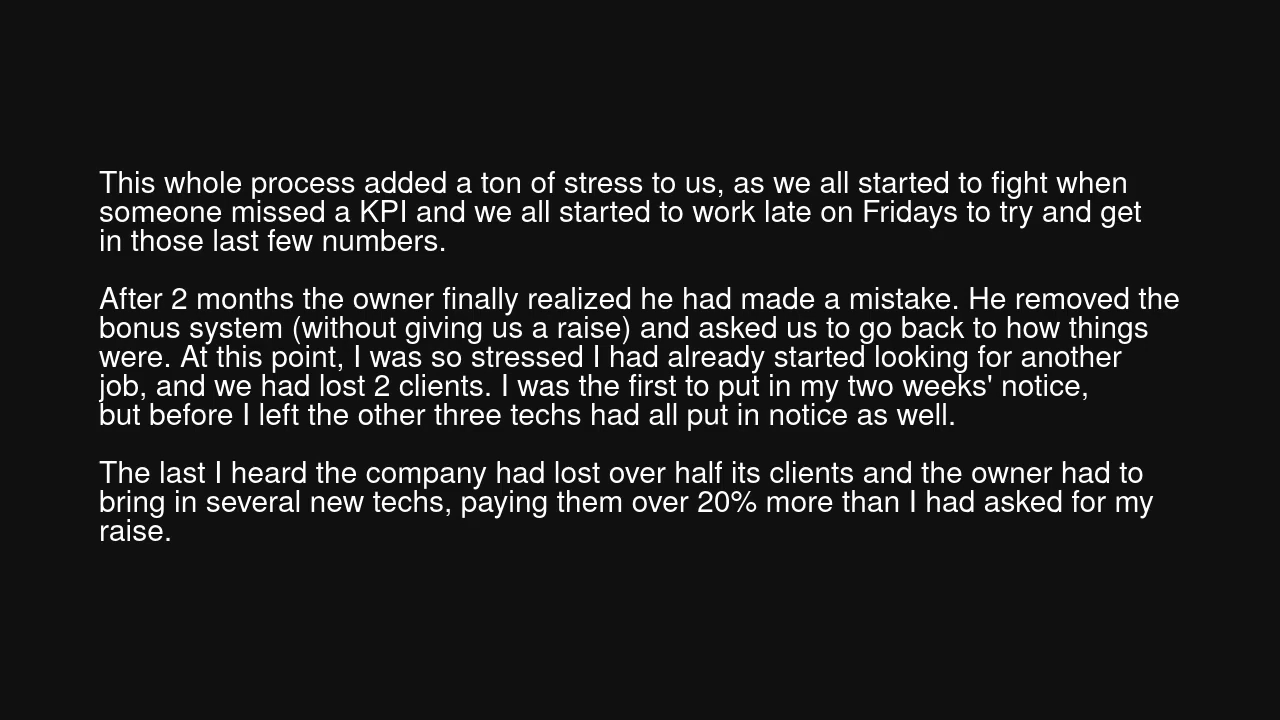 This whole process added a ton of stress to us, as we all started to fight when
someone missed a KPI and we all started to work late on Fridays to try and get
in those last few numbers.
After 2 months the owner finally realized he had made a mistake. He removed the
bonus system (without giving us a raise) and asked us to go back to how things
were. At this point, I was so stressed I had already started looking for another
job, and we had lost 2 clients. I was the first to put in my two weeks' notice,
but before I left the other three techs had all put in notice as well.
The last I heard the company had lost over half its clients and the owner had to
bring in several new techs, paying them over 20% more than I had asked for my
raise.